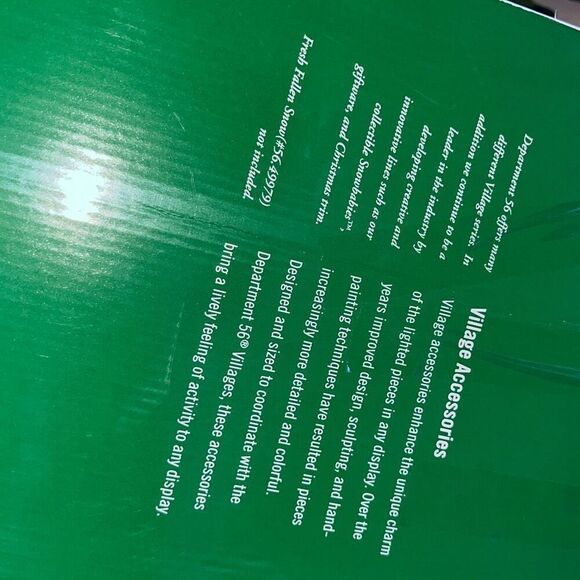 Department 56 offers many
different Village series. In
addition we continue to be a
leader in the industry by
developing creative and
innovative lines such as our
colectible Snowbabies™,
giftware, and Christmas trim.
Fresh Fallen Snow(#56.49979)
not included.
Village Accessories
Village accessories enhance the unique charm
of the lighted pieces in any display. Over the
years improved design, sculpting, and hand-
painting techniques have resulted in pieces
increasingly more detailed and colorful.
Designed and sized to coordinate with the
Department 56® Villages, these accessories
bring a lively feeling of activity to any display.